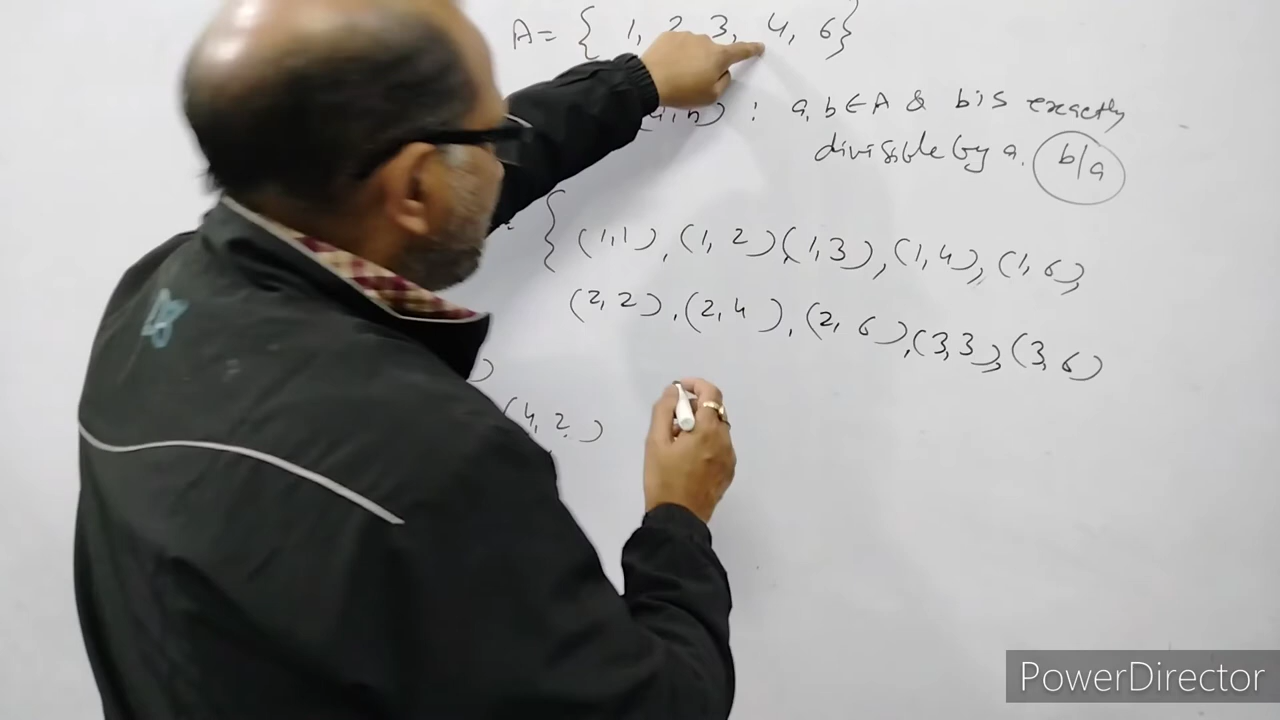 A = { 1, 2 3, 4, 6}
: a, b ∈ A & b is exactly
divisible by a. b/a
{ (1,1), (1, 2) (1,3), (1,4), (1,6),
(2,2), (2,4), (2,6), (3,3), (3,6)
(4,2)
PowerDirector